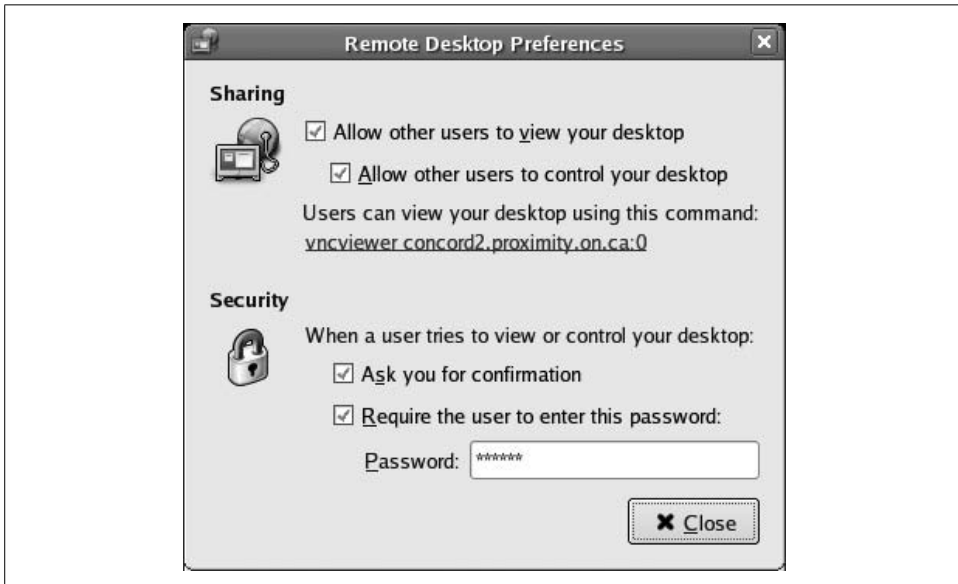 Remote Desktop Preferences
Sharing
Allow other users to view your desktop
Allow other users to control your desktop
Users can view your desktop using this command:
vncviewer concord2.proximity.on.ca:0
Security
When a user tries to view or control your desktop:
Ask you for confirmation
Require the user to enter this password:
Password: ******
Close